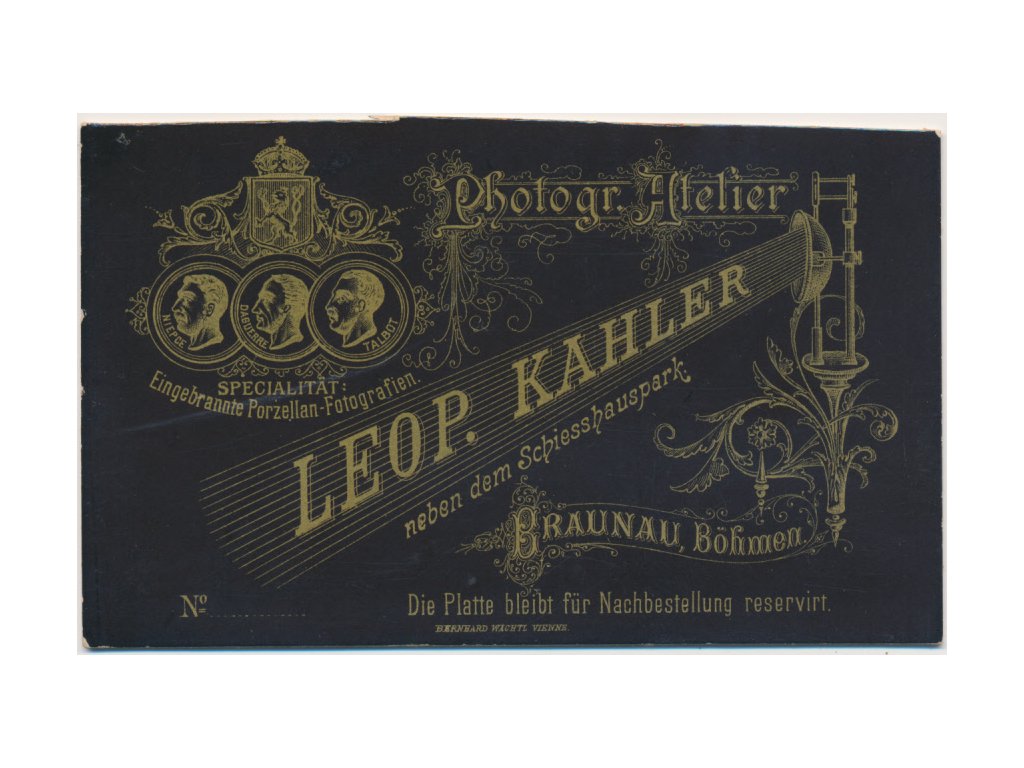 Photogr. Atelier
NIEPCE
DAGUERRE
TALBOT
SPECIALITÄT:
Eingebrannte Porzellan-Fotografien.
LEOP. KAHLER
neben dem Schiesshauspark.
BRAUNAU, Böhmen.
Nº
Die Platte bleibt für Nachbestellung reservirt.
BERNHARD WACHTL VIENNE.